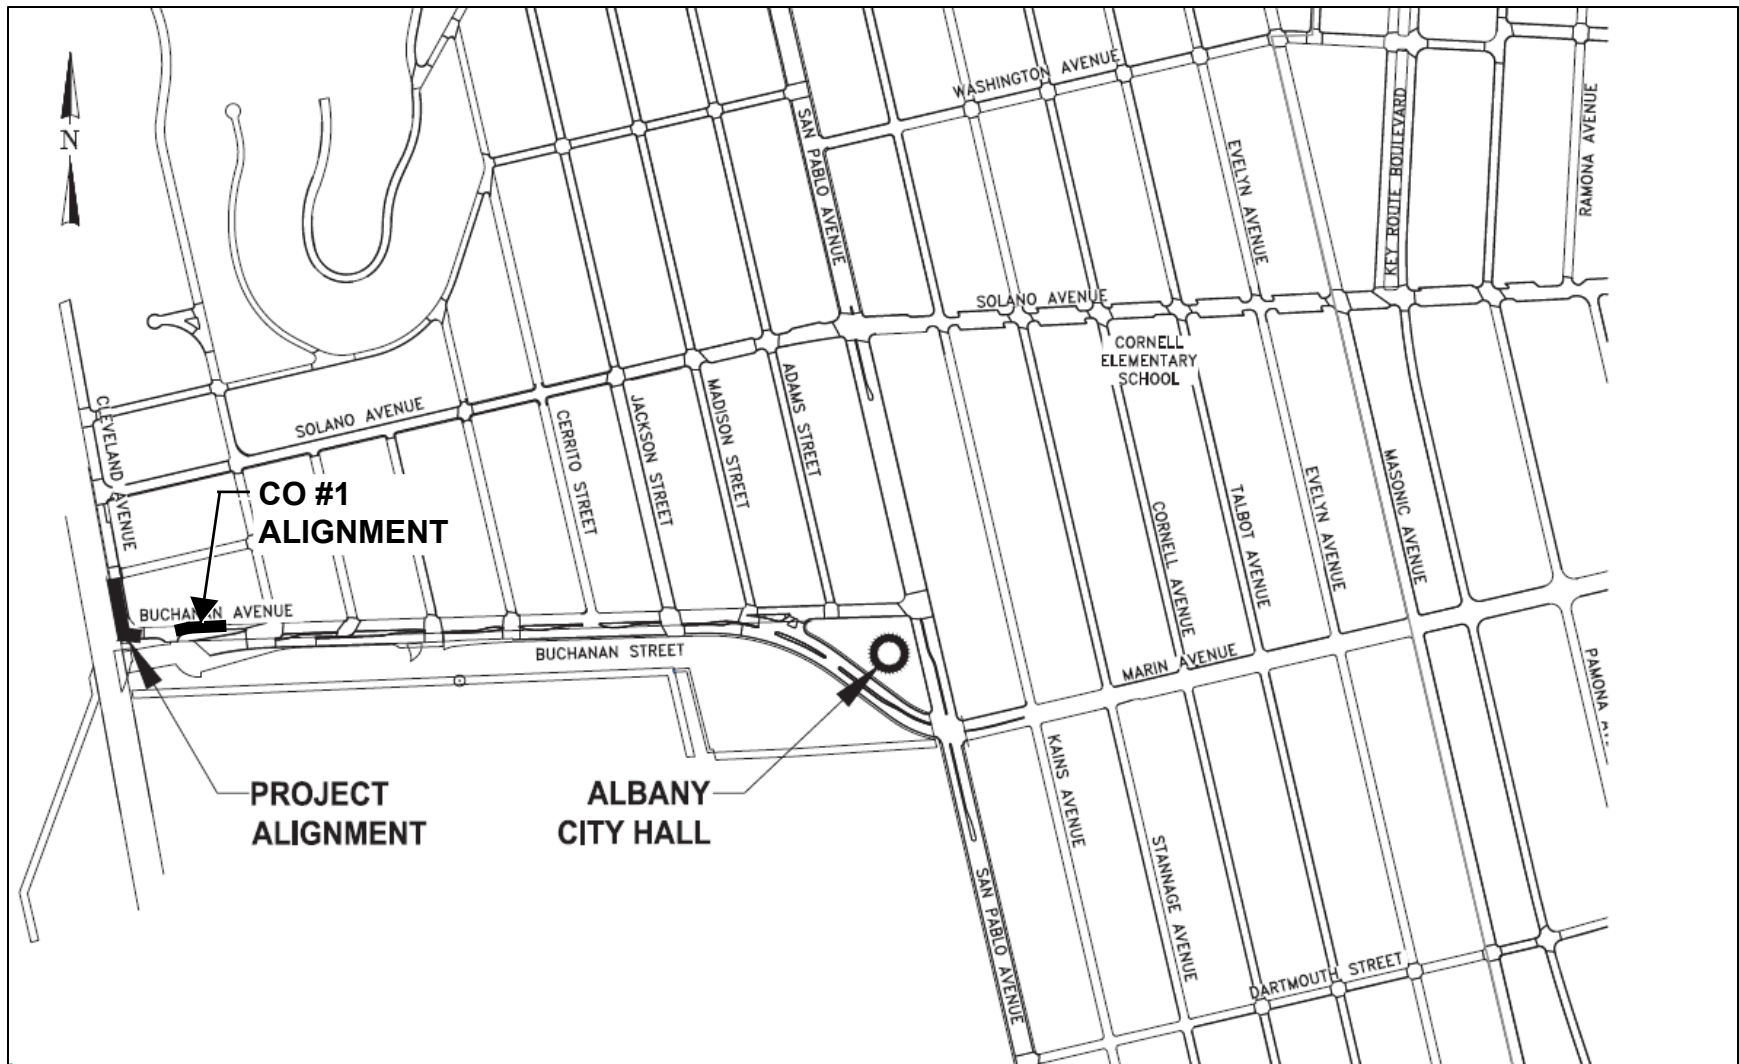 N
WASHINGTON AVENUE
SAN PABLO AVENUE
EVELYN AVENUE
KEY ROUTE BOULEVARD
RAMONA AVENUE
SOLANO AVENUE
CORNELL
ELEMENTARY
SCHOOL
CLEVELAND AVENUE
SOLANO AVENUE
CERRITO STREET
JACKSON STREET
MADISON STREET
ADAMS STREET
CO #1
ALIGNMENT
CORNELL AVENUE
TALBOT AVENUE
EVELYN AVENUE
MASONIC AVENUE
BUCHANAN AVENUE
BUCHANAN STREET
MARIN AVENUE
PAMONA
PROJECT
ALIGNMENT
ALBANY
CITY HALL
KAINS AVENUE
STANNAGE AVENUE
SAN PABLO AVENUE
DARTMOUTH STREET